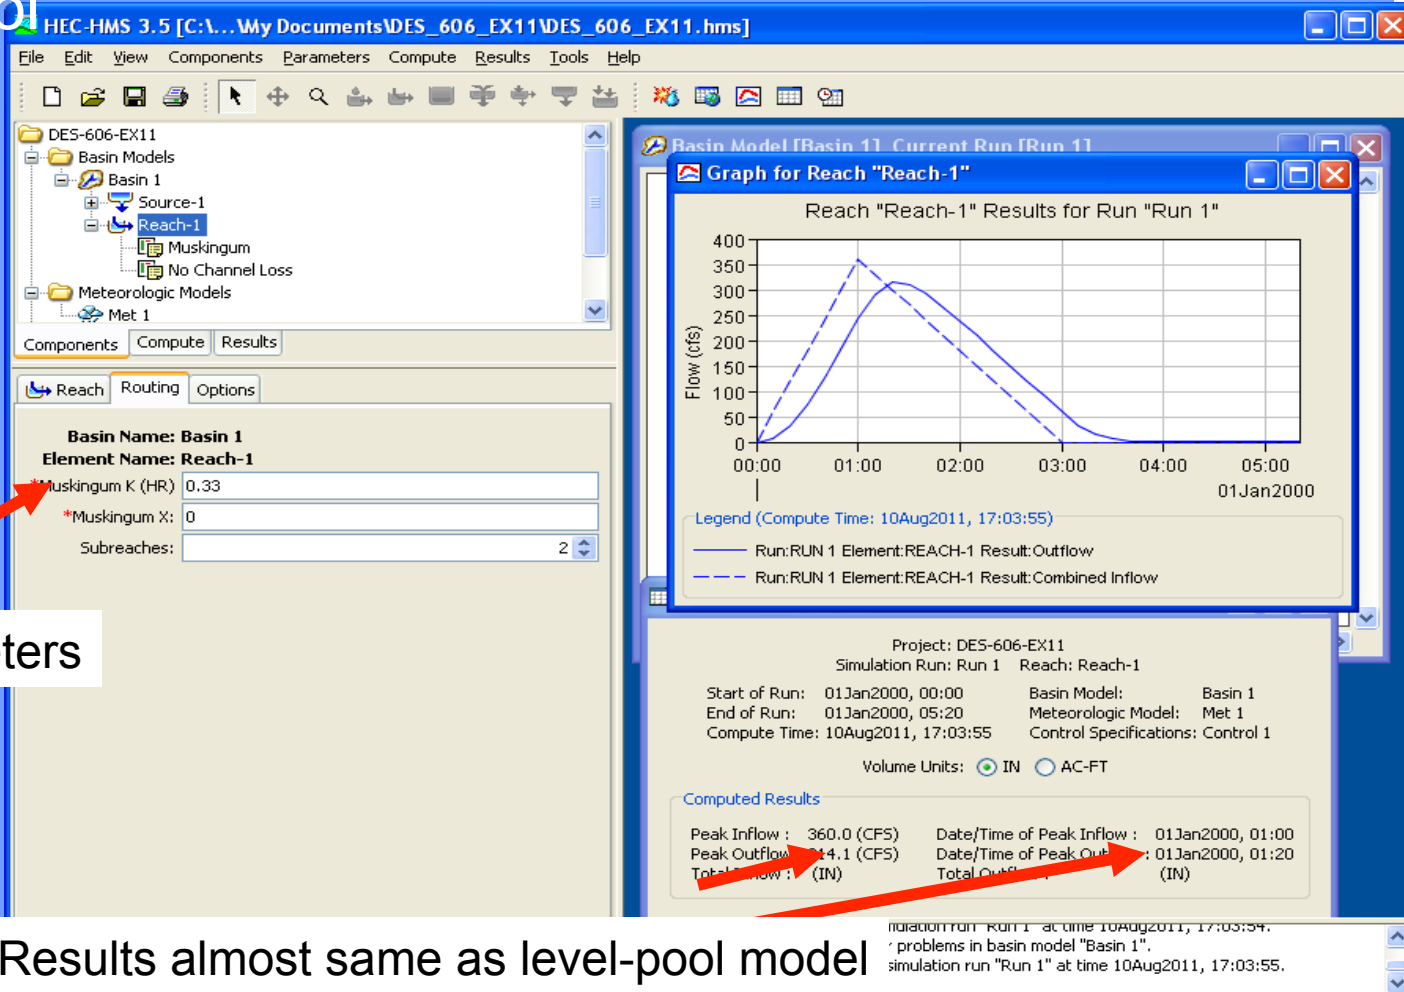 ol
HEC-HMS 3.5 [C:\...\My Documents\DES_606_EX11\DES_606_EX11.hms]
File Edit View Components Parameters Compute Results Tools Help
DES-606-EX11
Basin Models
Basin 1
Source-1
Reach-1
Muskingum
No Channel Loss
Meteorologic Models
Met 1
Components Compute Results
Reach Routing Options
Basin Name: Basin 1
Element Name: Reach-1
*Muskingum K (HR) 0.33
*Muskingum X: 0
Subreaches: 2
ters
Basin Model [Basin 1] Current Run [Run 1]
Graph for Reach "Reach-1"
Reach "Reach-1" Results for Run "Run 1"
400
350
300
250
200
150
100
50
0
Flow (cfs)
00:00 01:00 02:00 03:00 04:00 05:00
01Jan2000
Legend (Compute Time: 10Aug2011, 17:03:55)
Run:RUN 1 Element:REACH-1 Result:Outflow
Run:RUN 1 Element:REACH-1 Result:Combined Inflow
Project: DES-606-EX11
Simulation Run: Run 1 Reach: Reach-1
Start of Run: 01Jan2000, 00:00 Basin Model: Basin 1
End of Run: 01Jan2000, 05:20 Meteorologic Model: Met 1
Compute Time: 10Aug2011, 17:03:55 Control Specifications: Control 1
Volume Units: IN AC-FT
Computed Results
Peak Inflow : 360.0 (CFS) Date/Time of Peak Inflow : 01Jan2000, 01:00
Peak Outflow 314.1 (CFS) Date/Time of Peak Out : 01Jan2000, 01:20
Total (IN) Total (IN)
Results almost same as level-pool model
"Run 1" at time 10Aug2011, 17:03:54.
problems in basin model "Basin 1".
simulation run "Run 1" at time 10Aug2011, 17:03:55.